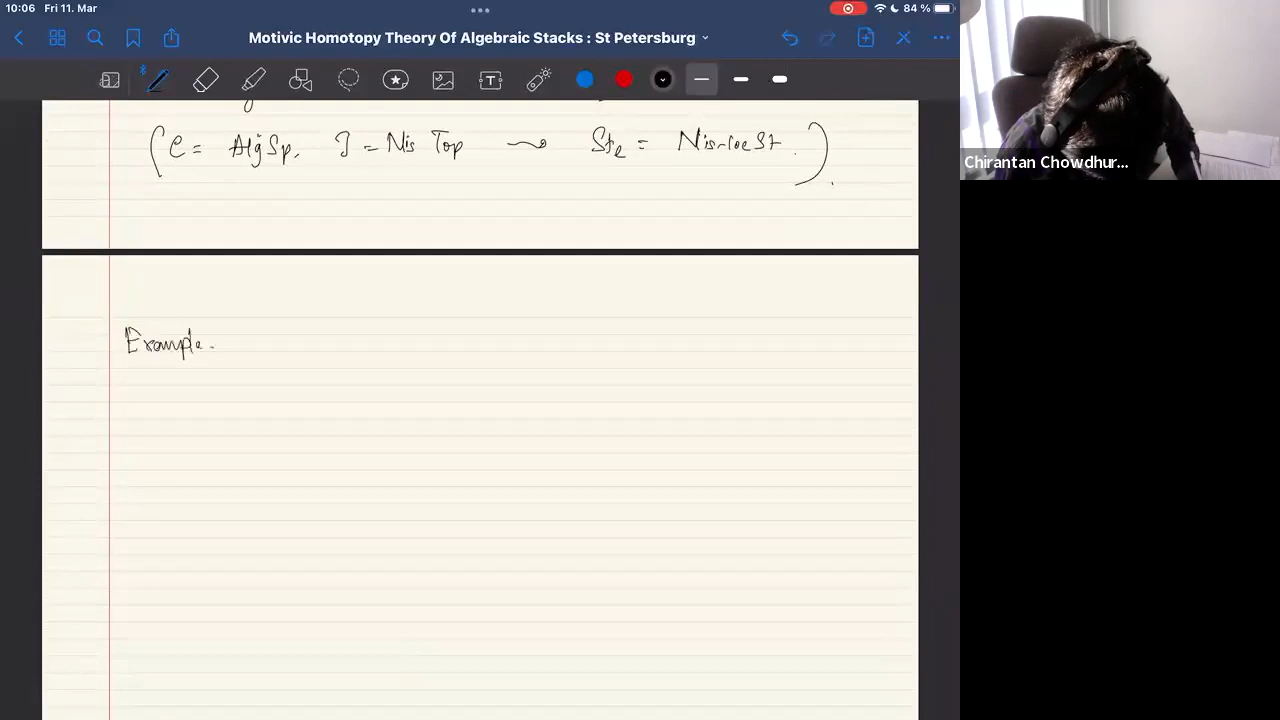 10:06 Fri 11. Mar
84 %
Motivic Homotopy Theory Of Algebraic Stacks : St Petersburg
(C = AlgSp, J = Nis Top ⇝ St_C = Nis-loc St.).
Example.
Chirantan Chowdhur...